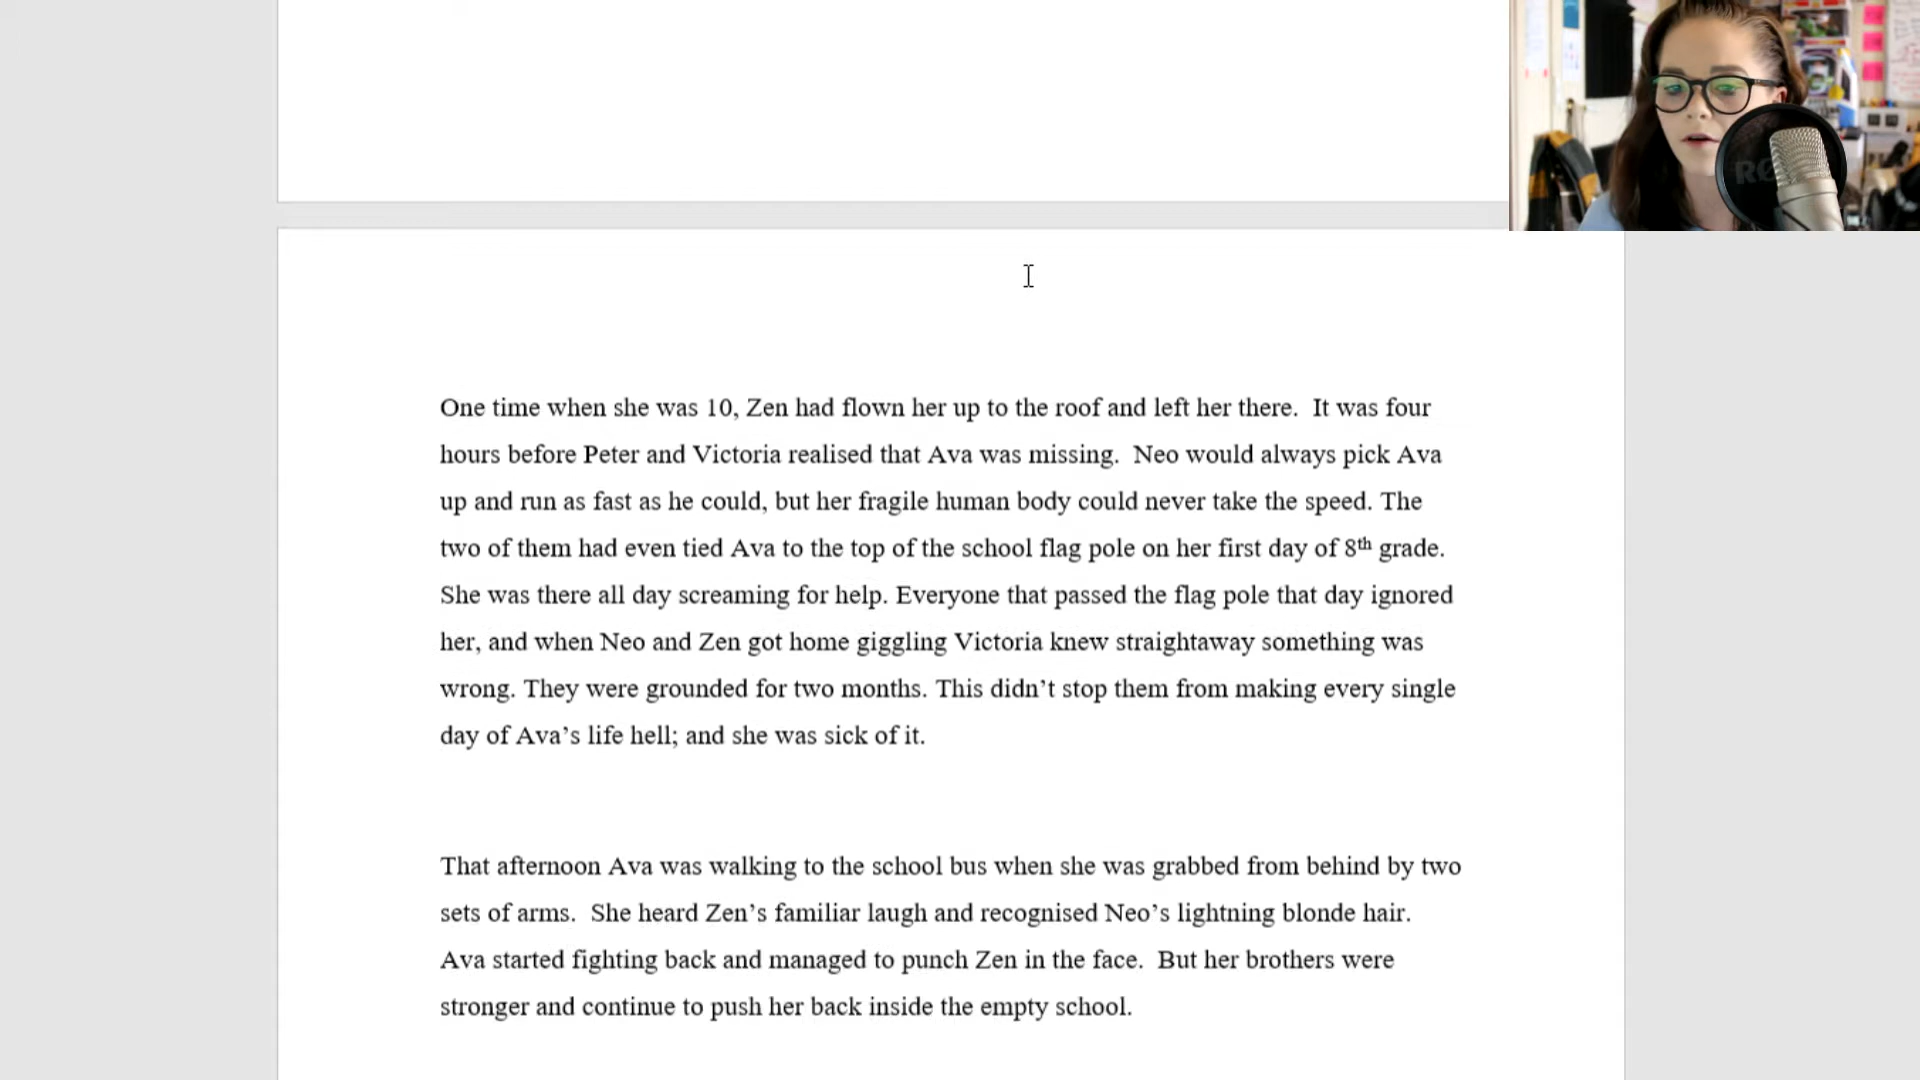 One time when she was 10, Zen had flown her up to the roof and left her there.  It was four
hours before Peter and Victoria realised that Ava was missing.  Neo would always pick Ava
up and run as fast as he could, but her fragile human body could never take the speed. The
two of them had even tied Ava to the top of the school flag pole on her first day of 8th grade.
She was there all day screaming for help. Everyone that passed the flag pole that day ignored
her, and when Neo and Zen got home giggling Victoria knew straightaway something was
wrong. They were grounded for two months. This didn’t stop them from making every single
day of Ava’s life hell; and she was sick of it.
That afternoon Ava was walking to the school bus when she was grabbed from behind by two
sets of arms.  She heard Zen’s familiar laugh and recognised Neo’s lightning blonde hair.
Ava started fighting back and managed to punch Zen in the face.  But her brothers were
stronger and continue to push her back inside the empty school.